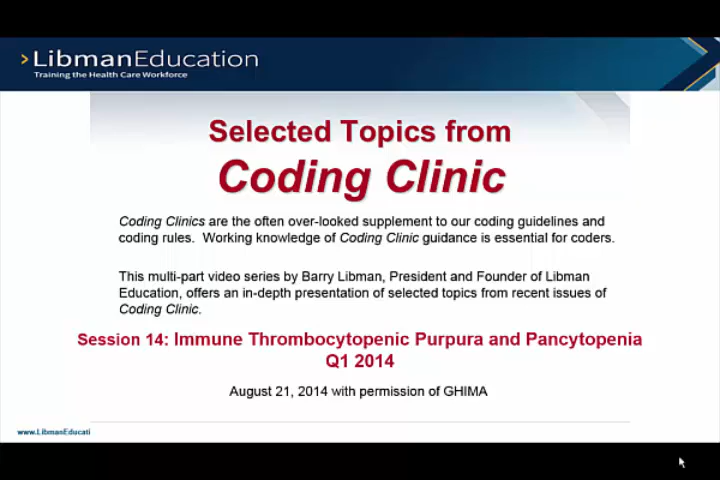 ›LibmanEducation
Training the Health Care Workforce
Selected Topics from
Coding Clinic
Coding Clinics are the often over-looked supplement to our coding guidelines and
coding rules.  Working knowledge of Coding Clinic guidance is essential for coders.
This multi-part video series by Barry Libman, President and Founder of Libman
Education, offers an in-depth presentation of selected topics from recent issues of
Coding Clinic.
Session 14: Immune Thrombocytopenic Purpura and Pancytopenia
Q1 2014
August 21, 2014 with permission of GHIMA
www.LibmanEducati